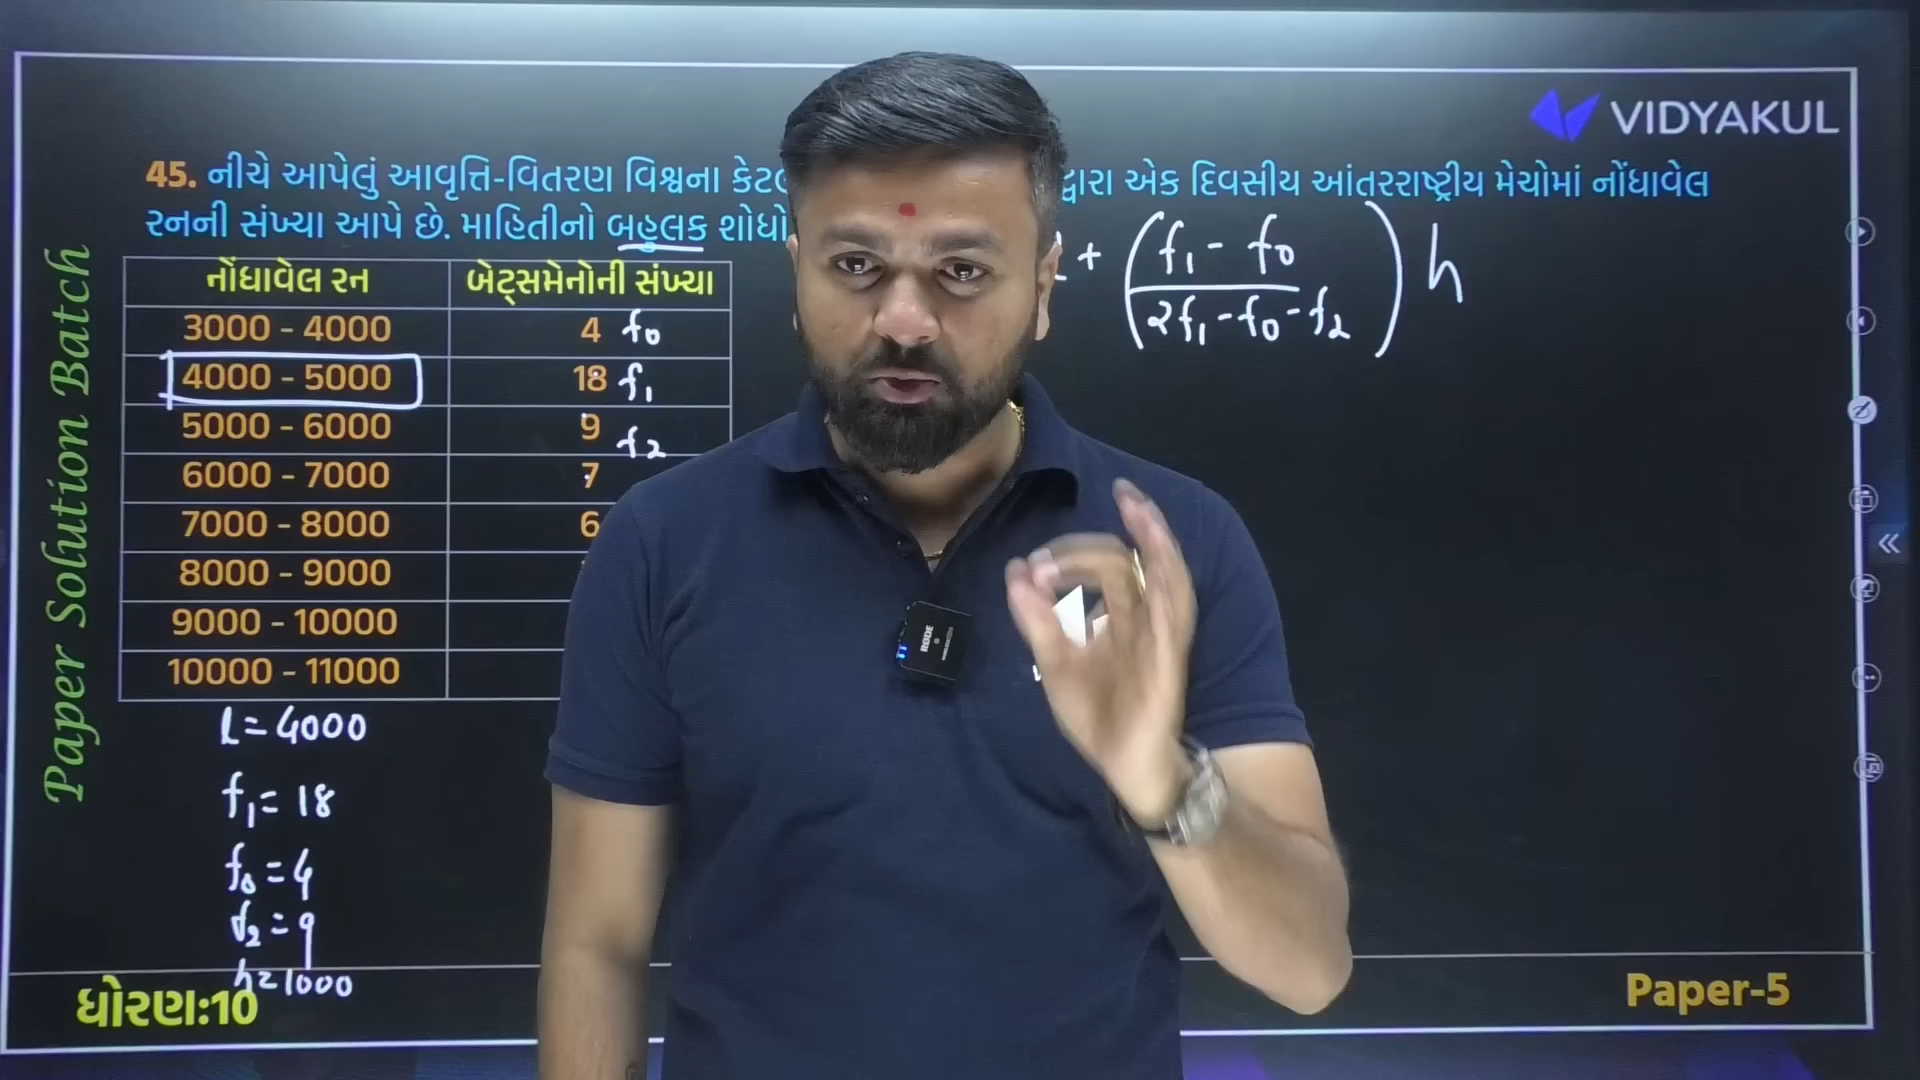 VIDYAKUL
45. નીચે આપેલું આવૃત્તિ-વિતરણ વિશ્વના દ્વારા એક દિવસીય આંતરરાષ્ટ્રીય મેચોમાં નોંધાવેલ
રનની સંખ્યા આપે છે. માહિતીનો બહુલક શોધો
+ (f₁ - f₀ / 2f₁ - f₀ - f₂) h
નોંધાવેલ રન બેટ્સમેનોની સંખ્યા
3000 - 4000 4 f₀
4000 - 5000 18 f₁
5000 - 6000 9 f₂
6000 - 7000 7
7000 - 8000 6
8000 - 9000
9000 - 10000
10000 - 11000
l = 4000
f₁ = 18
f₀ = 4
f₂ = 9
h = 1000
Paper Solution Batch
RODE
ધોરણ:10
Paper-5